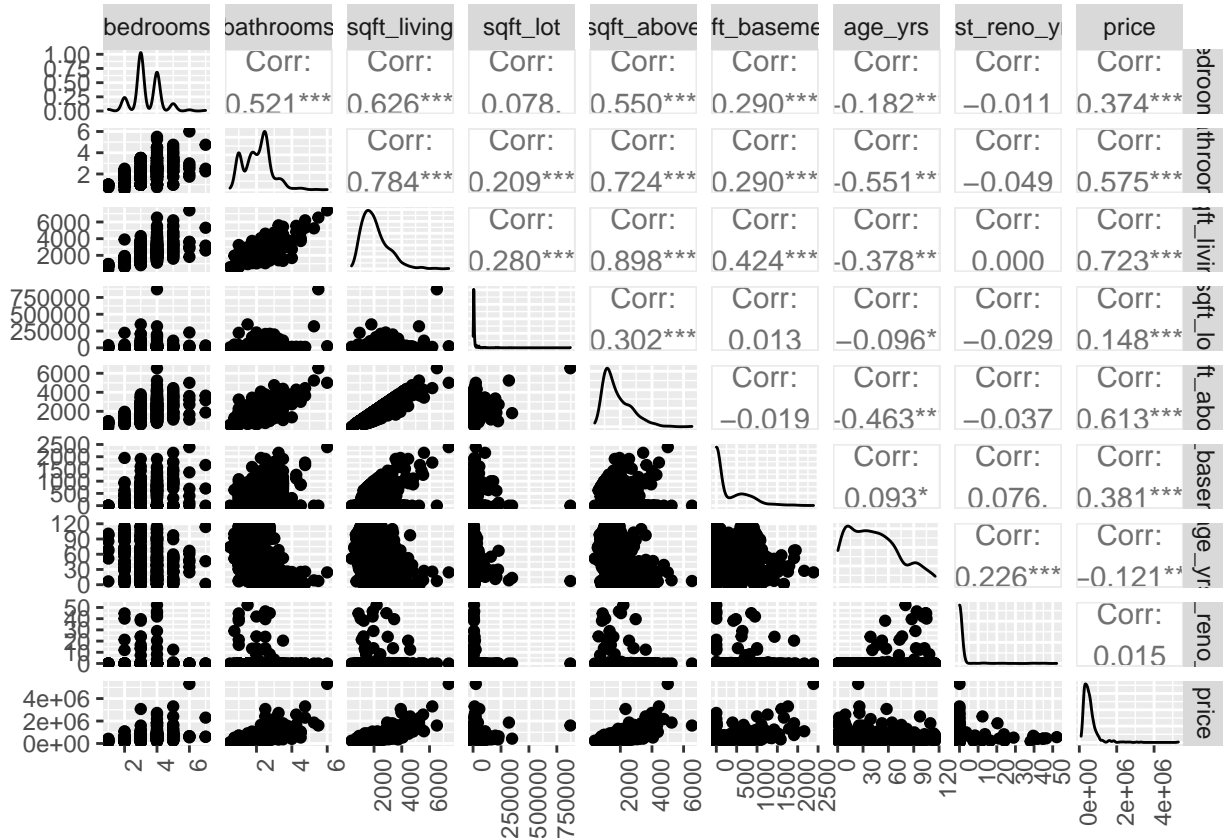 bedrooms bathrooms sqft_living sqft_lot sqft_above ft_baseme age_yrs st_reno_y price
1.00 Corr: Corr: Corr: Corr: Corr: Corr: Corr: Corr: edroon
0.75
0.50
0.25 0.521*** 0.626*** 0.078. 0.550*** 0.290*** -0.182** −0.011 0.374***
0.00
6 Corr: Corr: Corr: Corr: Corr: Corr: Corr: throor
4
2 0.784*** 0.209*** 0.724*** 0.290*** -0.551** −0.049 0.575***
6000 Corr: Corr: Corr: Corr: Corr: Corr: ft_livir
4000
2000 0.280*** 0.898*** 0.424*** -0.378** 0.000 0.723***
750000 Corr: Corr: Corr: Corr: Corr: sqft_lo
500000
250000 0.302*** 0.013 −0.096* −0.029 0.148***
0
6000 Corr: Corr: Corr: Corr: ft_abo
4000
2000 −0.019 -0.463** −0.037 0.613***
2500 Corr: Corr: Corr: _basem
2000
1500
1000
500 0.093* 0.076. 0.381***
0
120 Corr: Corr: ge_yr
90
60
30 0.226*** −0.121**
0
50 Corr: _reno_
40
30
20
10 0.015
0
4e+06 price
2e+06
0e+00
2 4 6 2 4 6 2000 4000 6000 0 250000 500000 750000 2000 4000 6000 0 500 1000 1500 2000 2500 0 30 60 90 120 0 10 20 30 40 50 0e+00 2e+06 4e+06